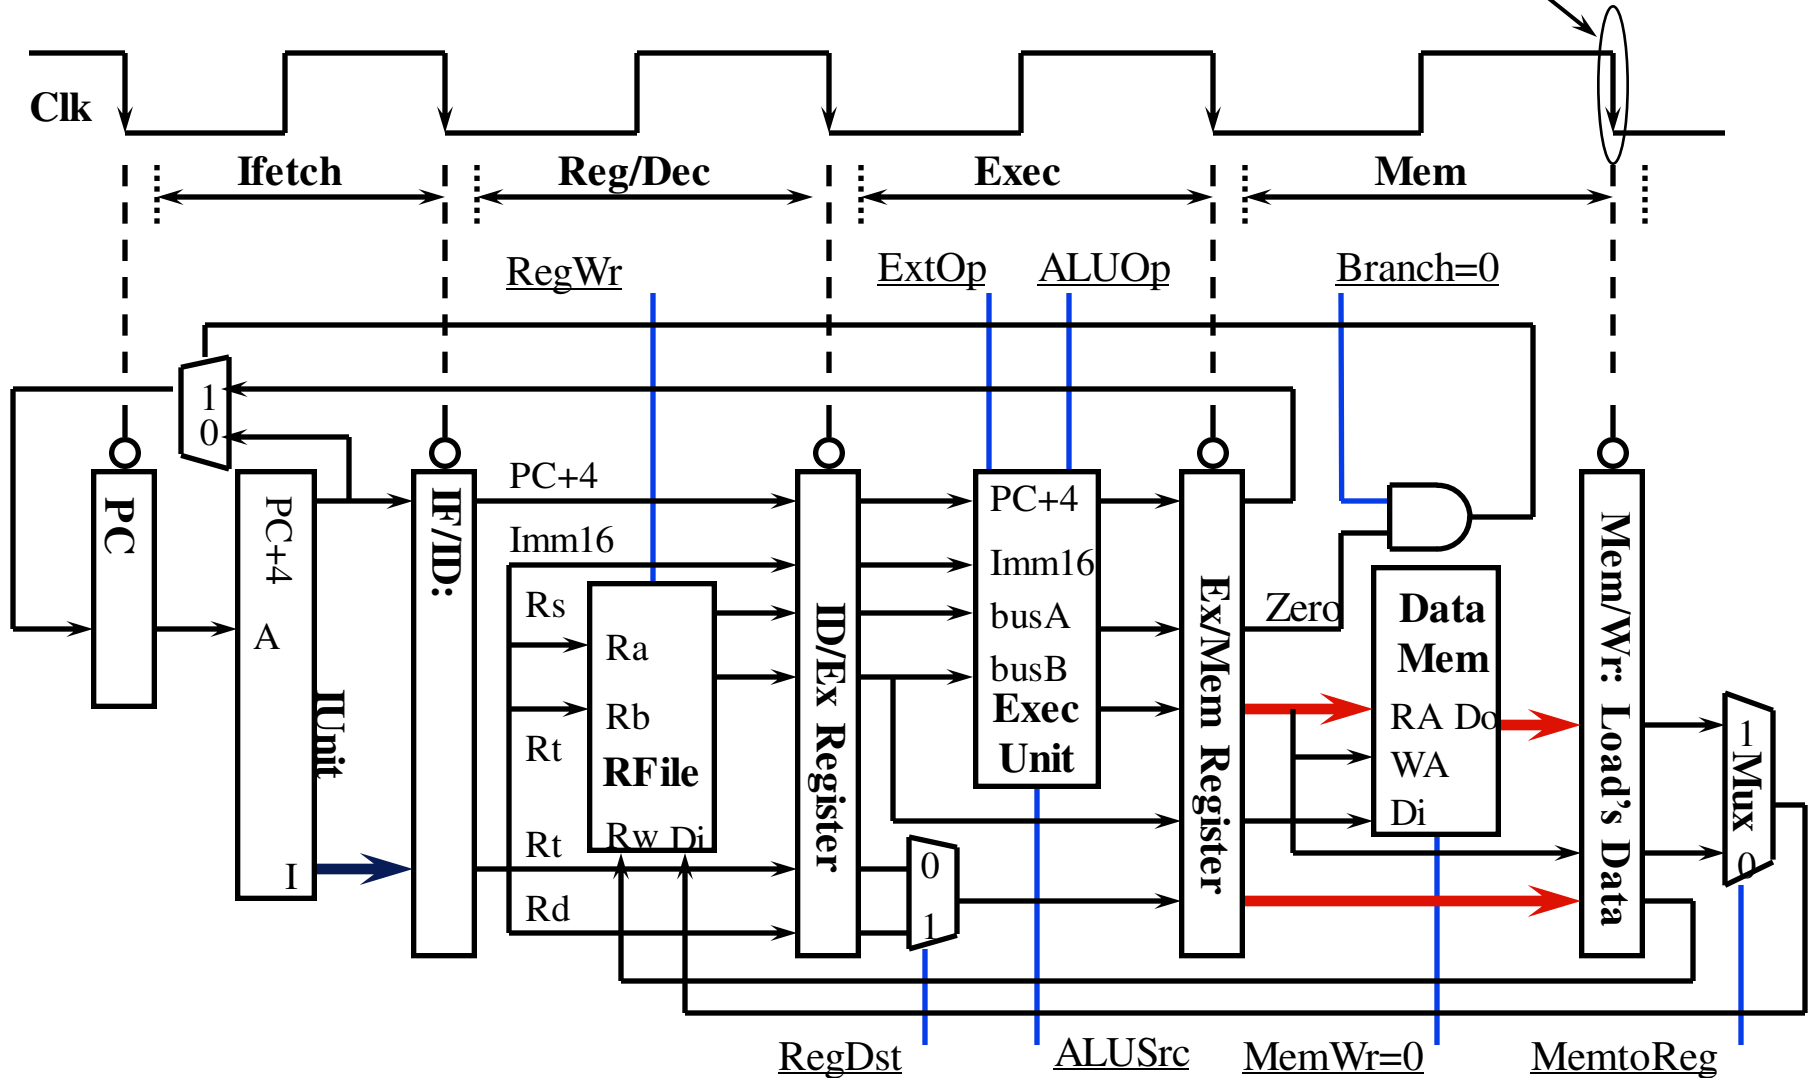 Clk
Ifetch
Reg/Dec
Exec
Mem
RegWr
ExtOp
ALUOp
Branch=0
1
0
PC
PC+4
A
I
IUnit
IF/ID:
PC+4
Imm16
Rs
Ra
Rb
Rt
RFile
Rw Di
Rt
Rd
ID/Ex Register
PC+4
Imm16
busA
busB
Exec
Unit
0
1
Ex/Mem Register
Zero
Data
Mem
RA Do
WA
Di
Mem/Wr: Load's Data
1
Mux
0
RegDst
ALUSrc
MemWr=0
MemtoReg